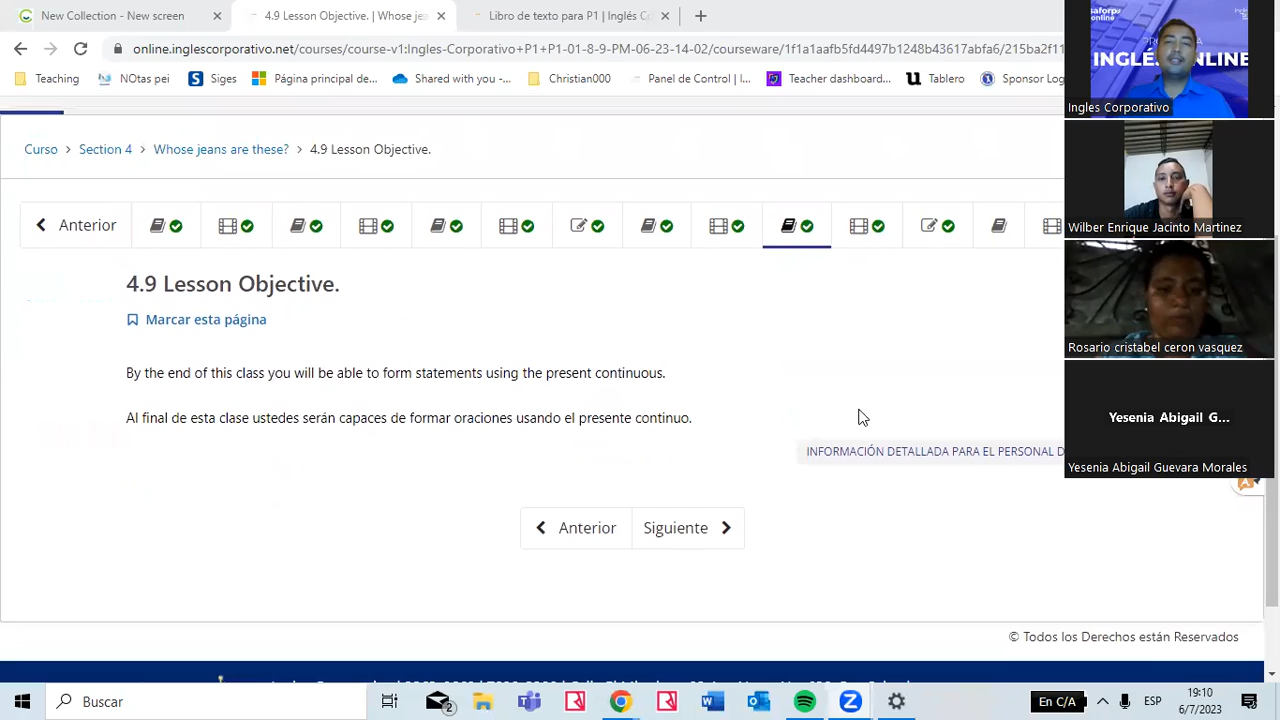 New Collection - New screen
4.9 Lesson Objective. | Whose je
Libro de texto para P1 | Inglés Co
online.inglescorporativo.net/courses/course-v1:Ingles-Corporativo+P1+P1-01-8-9-PM-06-23-14-02/courseware/1f1a1aafb5fd4497b1248b43617abfa6/215ba2f11
Teaching
NOtas pei
Siges
Página principal de...
Shared with you -...
Christian000
Panel de Control | I...
Teacher dashboard...
Tablero
Sponsor Log
Curso > Section 4 > Whose jeans are these? > 4.9 Lesson Objective.
Anterior
4.9 Lesson Objective.
Marcar esta página
By the end of this class you will be able to form statements using the present continuous.
Al final de esta clase ustedes serán capaces de formar oraciones usando el presente continuo.
INFORMACIÓN DETALLADA PARA EL PERSONAL D
Anterior
Siguiente
© Todos los Derechos están Reservados
online
INGLÉS ONLINE
Ingles Corporativo
Wilber Enrique Jacinto Martinez
Rosario cristabel ceron vasquez
Yesenia Abigail G...
Yesenia Abigail Guevara Morales
Buscar
2
En C/A
ESP
19:10
6/7/2023